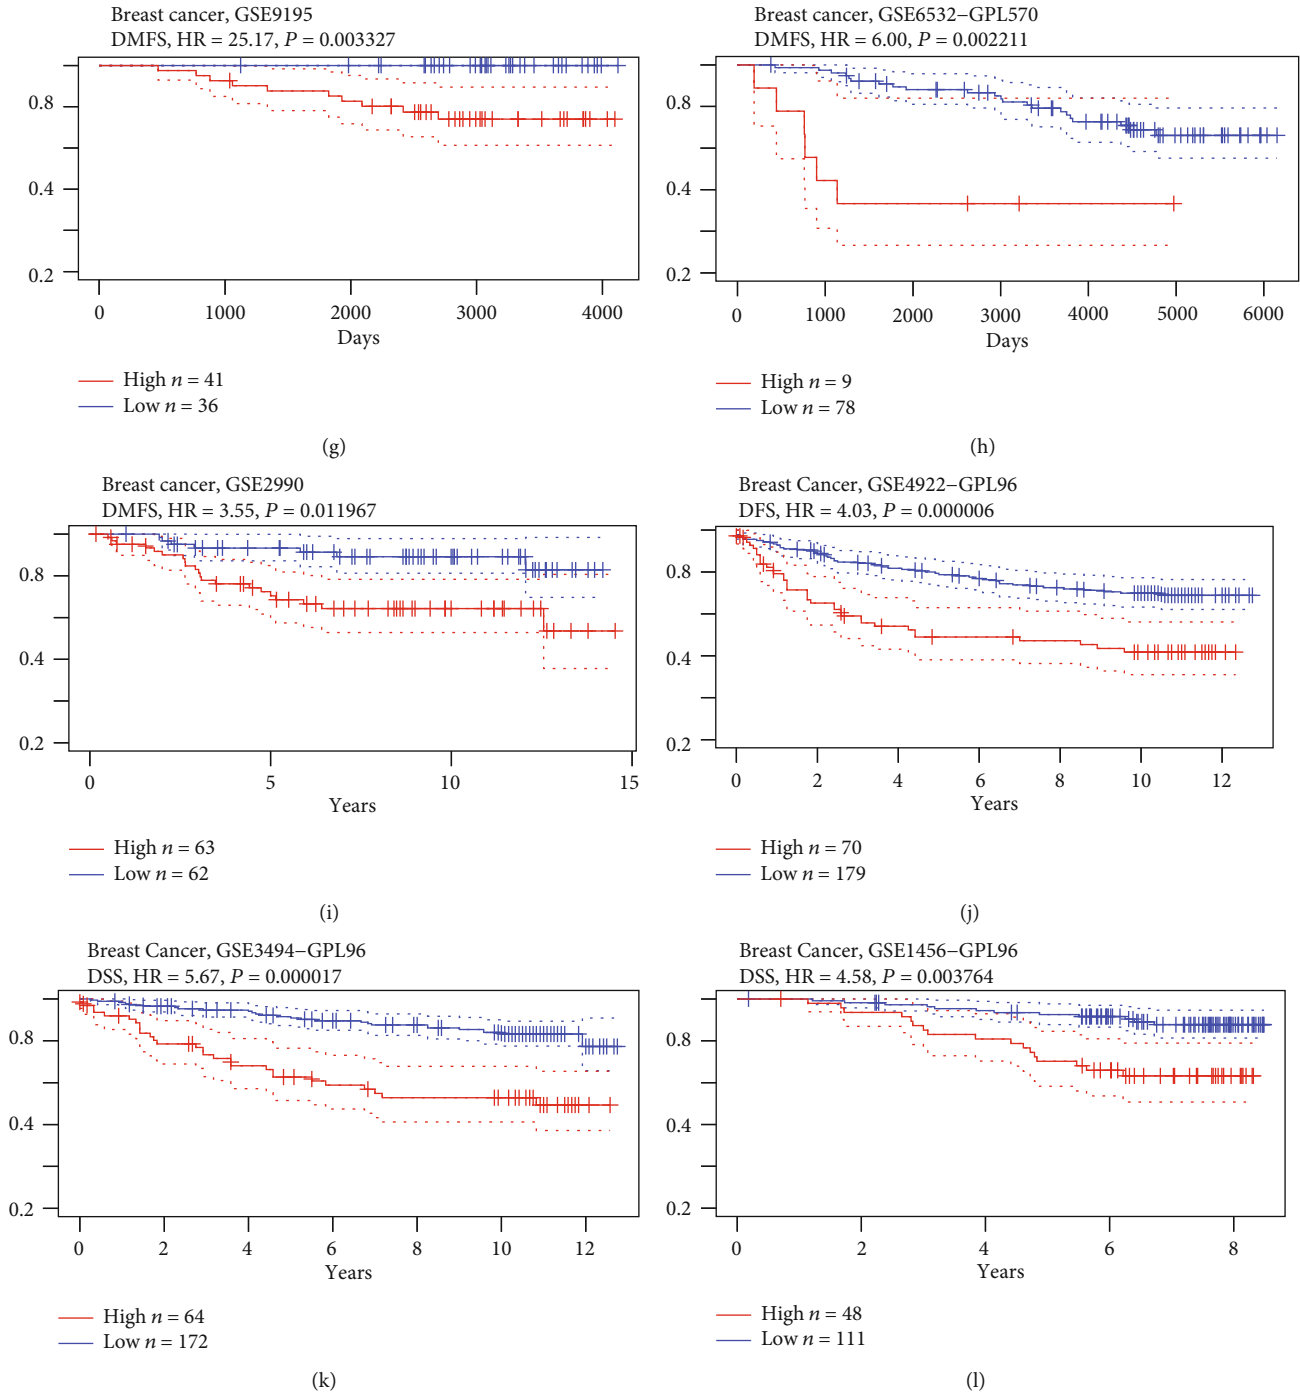 Breast cancer, GSE9195
DMFS, HR = 25.17, P = 0.003327
0.8
0.4
0.2
0 1000 2000 3000 4000
Days
High n = 41
Low n = 36
(g)
Breast cancer, GSE6532−GPL570
DMFS, HR = 6.00, P = 0.002211
0.8
0.4
0.2
0 1000 2000 3000 4000 5000 6000
Days
High n = 9
Low n = 78
(h)
Breast cancer, GSE2990
DMFS, HR = 3.55, P = 0.011967
0.8
0.4
0.2
0 5 10 15
Years
High n = 63
Low n = 62
(i)
Breast Cancer, GSE4922−GPL96
DFS, HR = 4.03, P = 0.000006
0.8
0.4
0.2
0 2 4 6 8 10 12
Years
High n = 70
Low n = 179
(j)
Breast Cancer, GSE3494−GPL96
DSS, HR = 5.67, P = 0.000017
0.8
0.4
0.2
0 2 4 6 8 10 12
Years
High n = 64
Low n = 172
(k)
Breast Cancer, GSE1456−GPL96
DSS, HR = 4.58, P = 0.003764
0.8
0.4
0.2
0 2 4 6 8
Years
High n = 48
Low n = 111
(l)